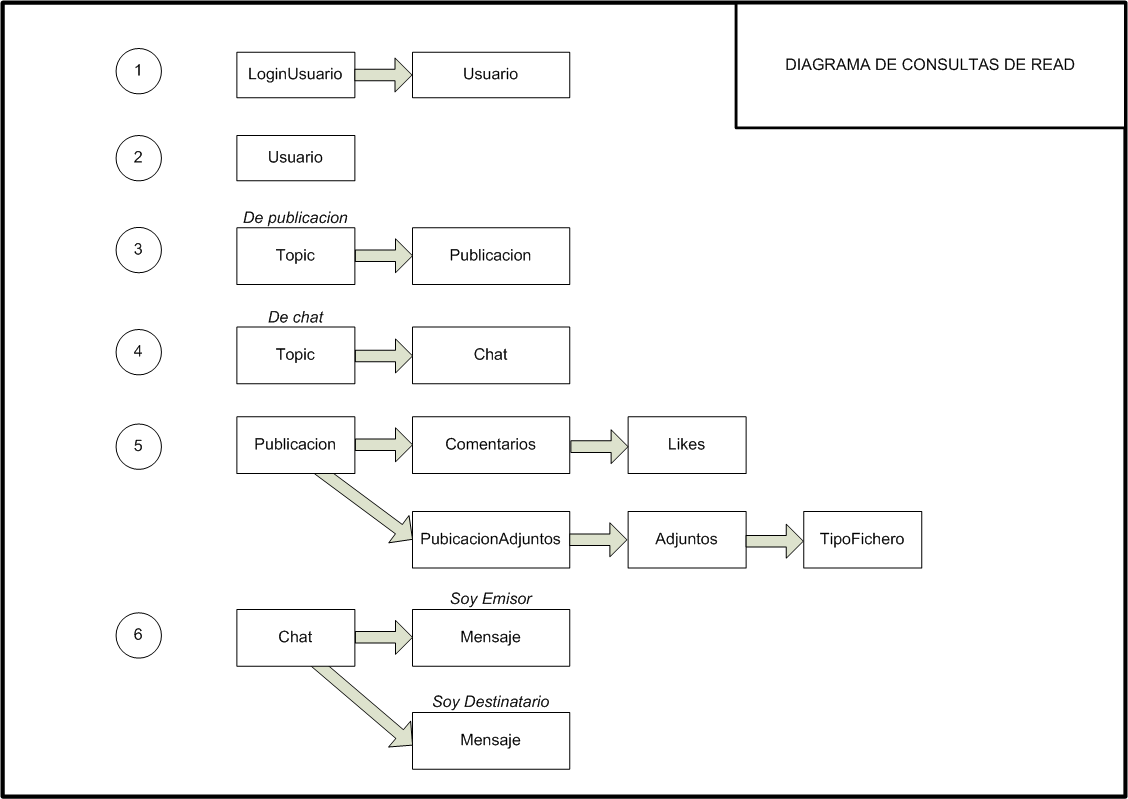 DIAGRAMA DE CONSULTAS DE READ
1
LoginUsuario
Usuario
2
Usuario
De publicacion
3
Topic
Publicacion
De chat
4
Topic
Chat
5
Publicacion
Comentarios
Likes
PubicacionAdjuntos
Adjuntos
TipoFichero
Soy Emisor
6
Chat
Mensaje
Soy Destinatario
Mensaje